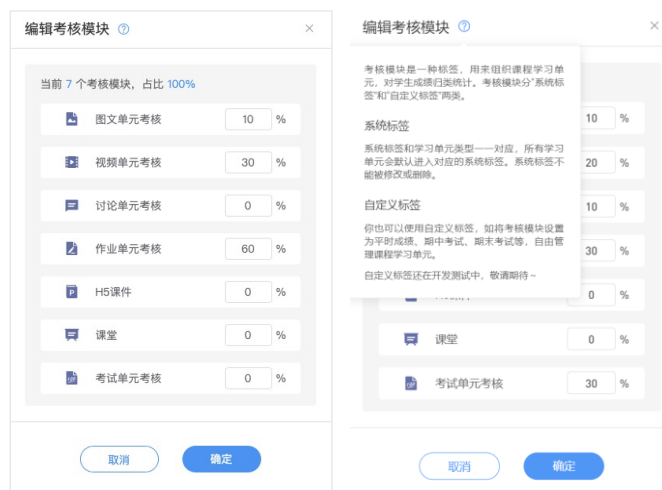 编辑考核模块
当前 7 个考核模块，占比 100%
图文单元考核 10 %
视频单元考核 30 %
讨论单元考核 0 %
作业单元考核 60 %
H5课件 0 %
课堂 0 %
考试单元考核 0 %
取消 确定
编辑考核模块
考核模块是一种标签，用来组织课程学习单
元，对学生成绩归类统计。考核模块分“系统标
签”和“自定义标签”两类。
系统标签
系统标签和学习单元类型一一对应，所有学习
单元会默认进入对应的系统标签。系统标签不
能被修改或删除。
自定义标签
你也可以使用自定义标签，如将考核模块设置
为平时成绩、期中考试、期末考试等，自由管
理课程学习单元。
自定义标签还在开发测试中，敬请期待～
10 %
20 %
10 %
30 %
0 %
课堂 0 %
考试单元考核 30 %
取消 确定